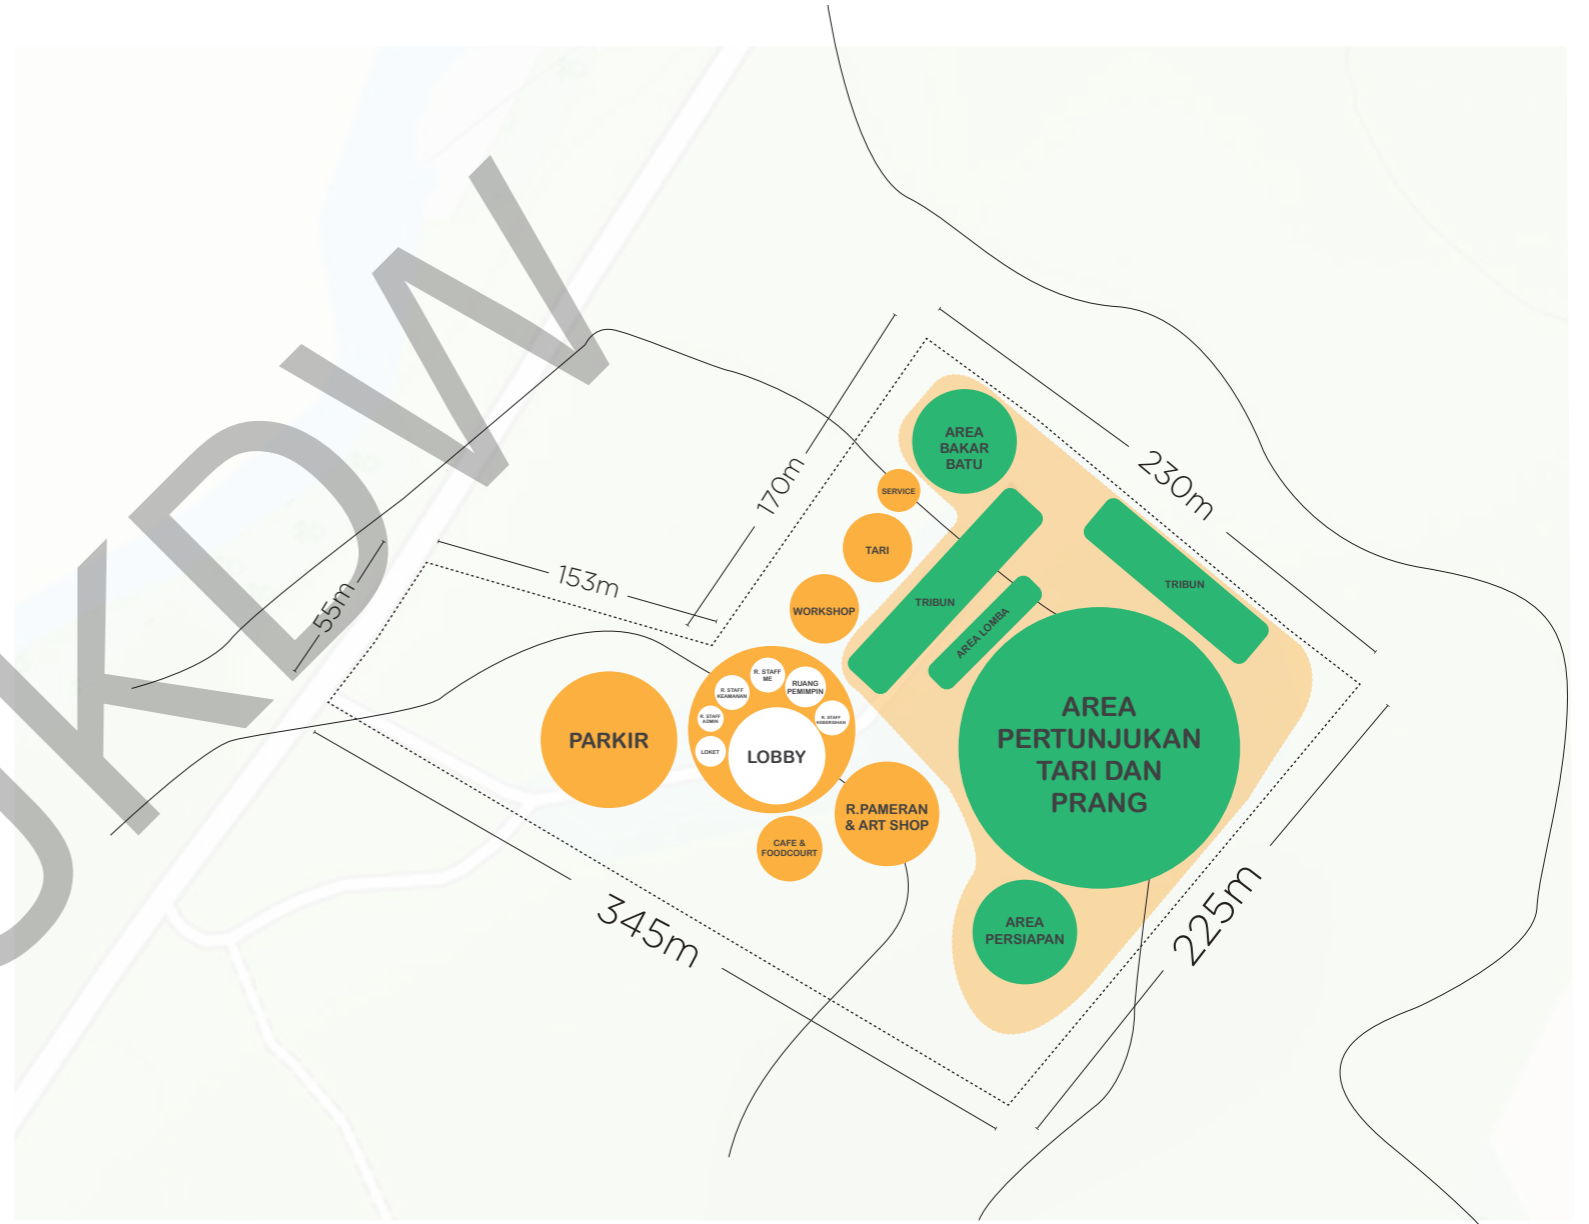 UKDW
230m
170m
153m
55m
345m
225m
AREA
BAKAR
BATU
SERVICE
TARI
WORKSHOP
TRIBUN
AREA LOMBA
TRIBUN
AREA
PERTUNJUKAN
TARI DAN
PRANG
AREA
PERSIAPAN
PARKIR
R. STAFF
ME
RUANG
PEMIMPIN
R. STAFF
KEAMANAN
R. STAFF
ADMIN
R. STAFF
KEBERSIHAN
LOKET
LOBBY
R.PAMERAN
& ART SHOP
CAFE &
FOODCOURT